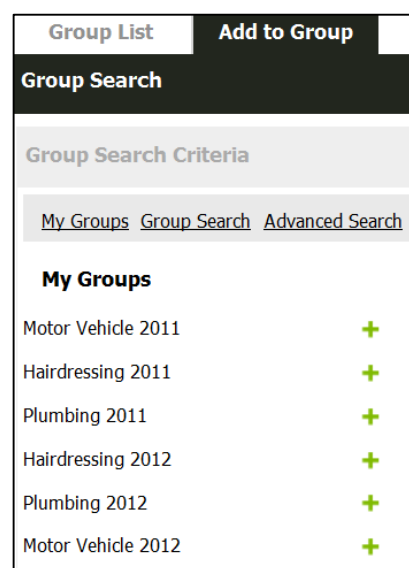 Group List Add to Group
Group Search
Group Search Criteria
My Groups Group Search Advanced Search
My Groups
Motor Vehicle 2011
Hairdressing 2011
Plumbing 2011
Hairdressing 2012
Plumbing 2012
Motor Vehicle 2012